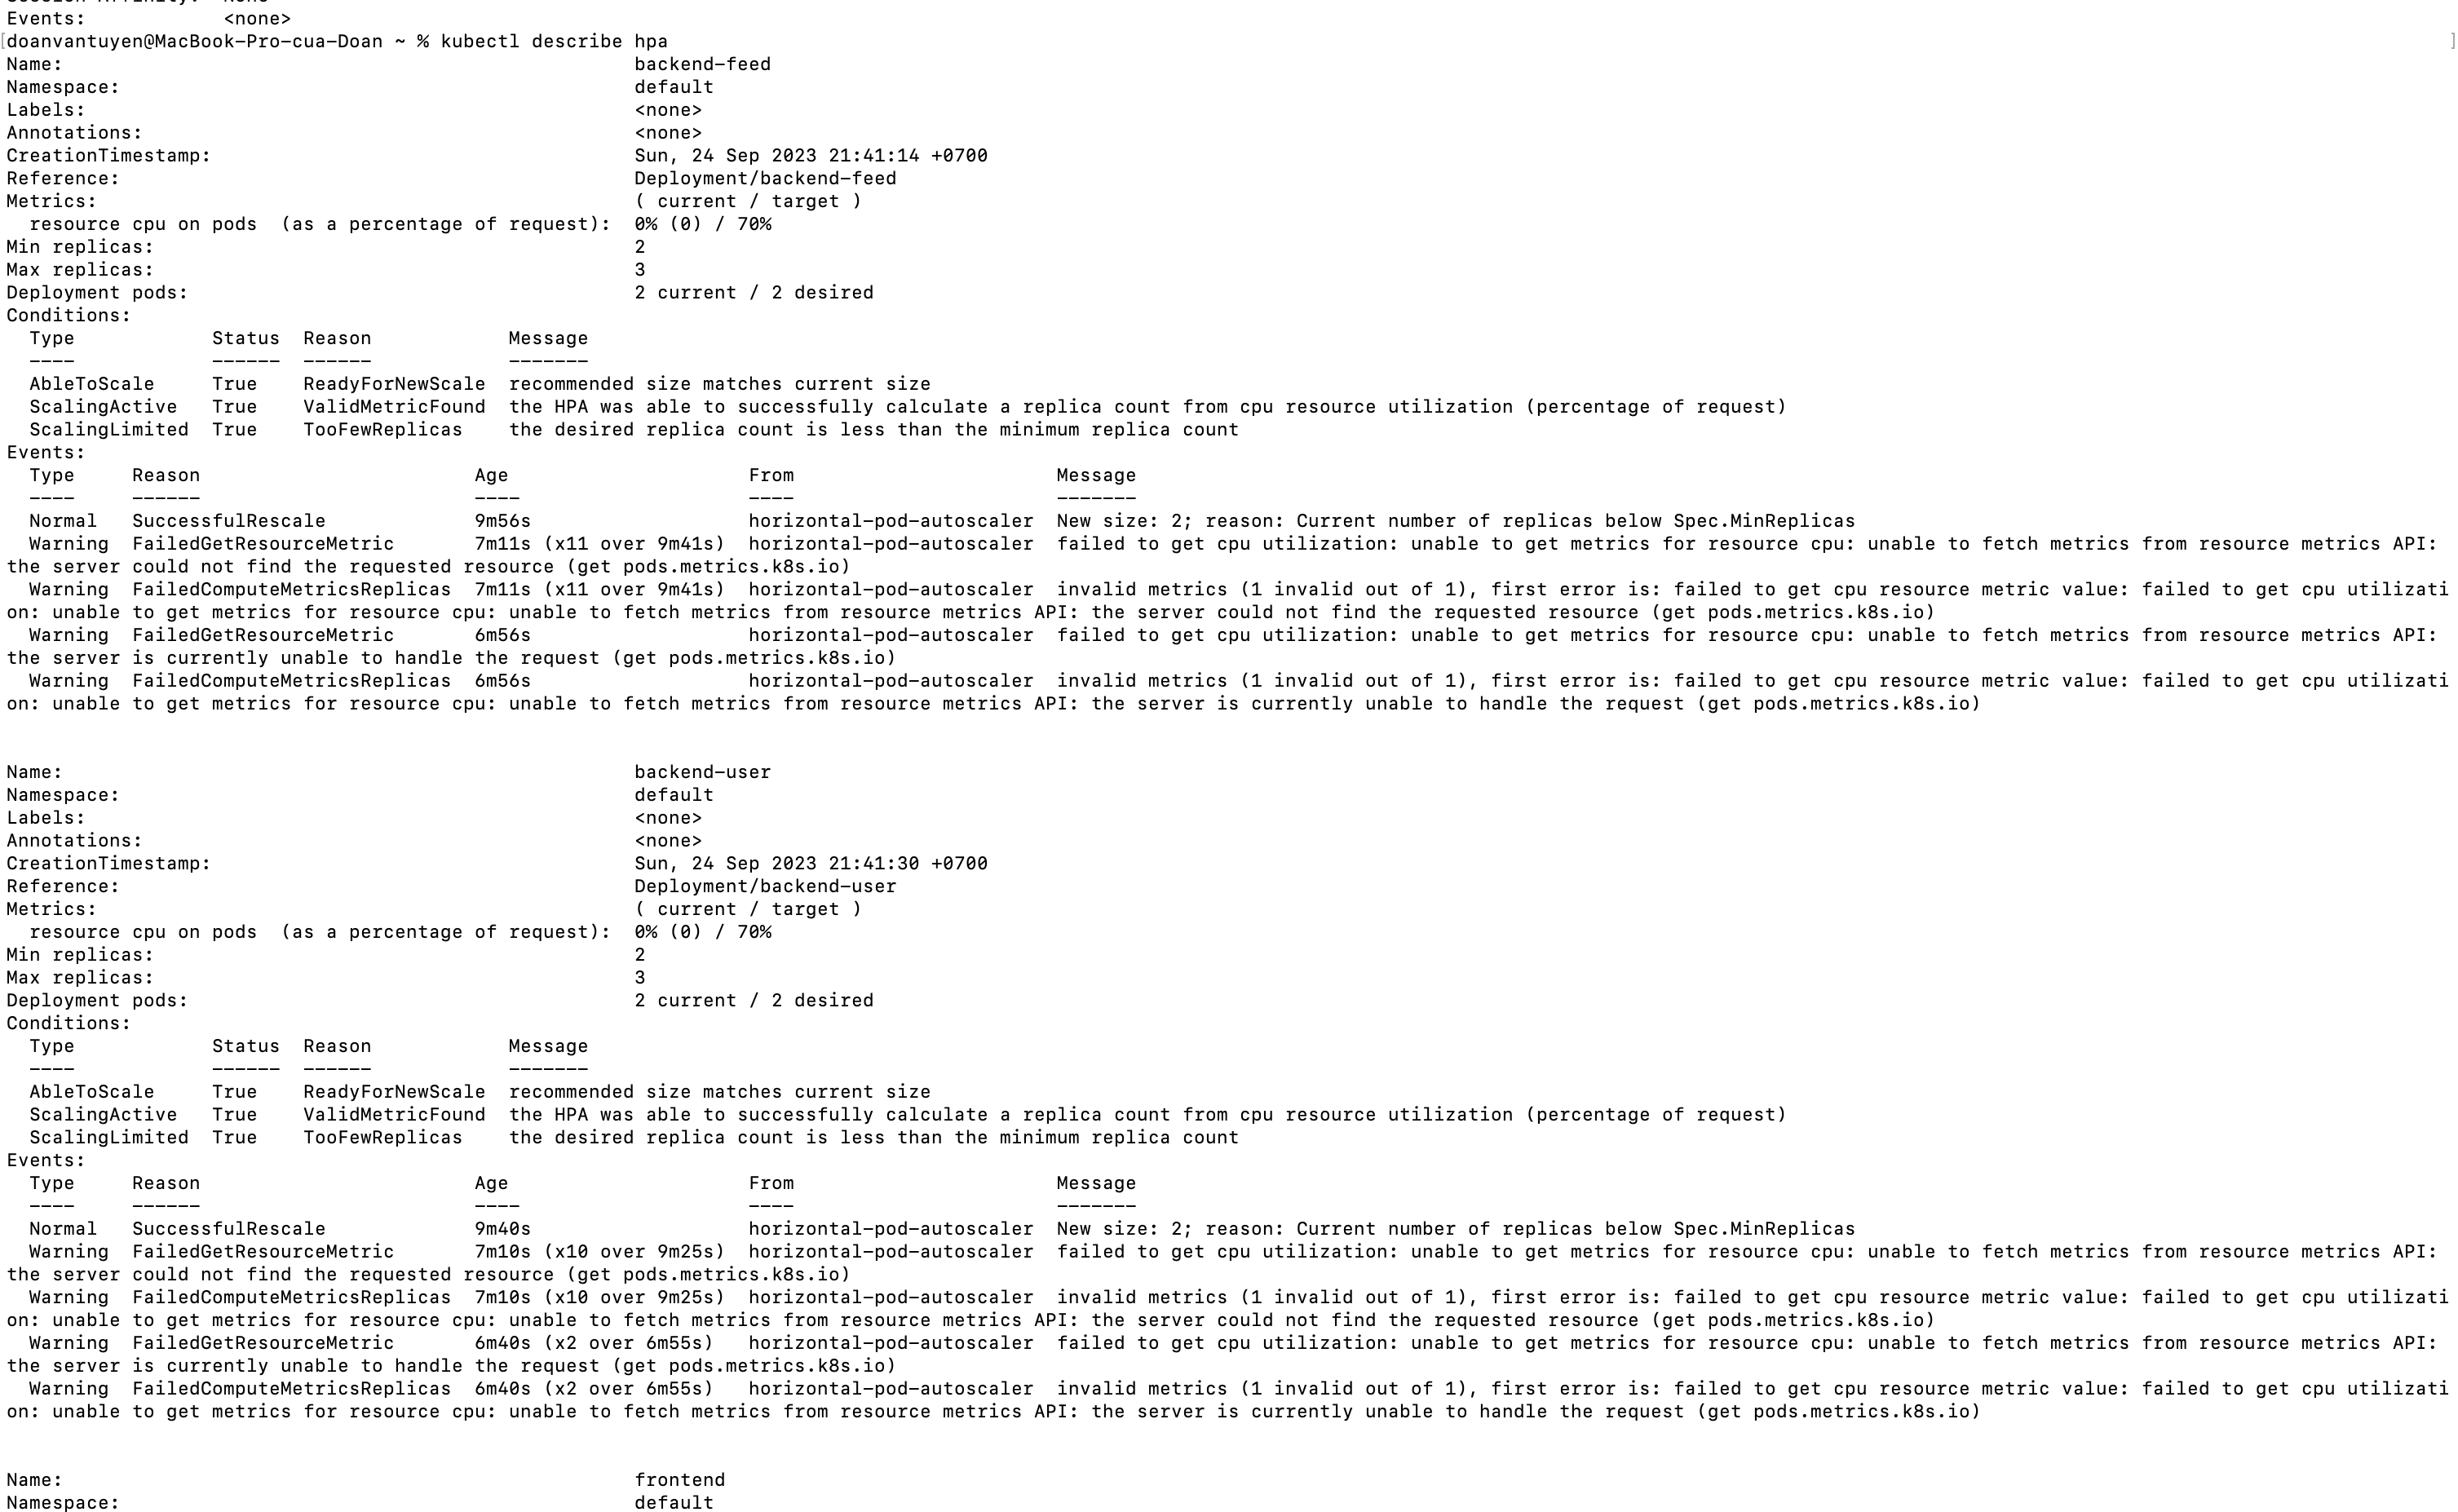 Events:            <none>
[doanvantuyen@MacBook-Pro-cua-Doan ~ % kubectl describe hpa ]
Name:                                                  backend-feed
Namespace:                                             default
Labels:                                                <none>
Annotations:                                           <none>
CreationTimestamp:                                     Sun, 24 Sep 2023 21:41:14 +0700
Reference:                                             Deployment/backend-feed
Metrics:                                               ( current / target )
  resource cpu on pods  (as a percentage of request):  0% (0) / 70%
Min replicas:                                          2
Max replicas:                                          3
Deployment pods:                                       2 current / 2 desired
Conditions:
  Type            Status  Reason            Message
  ----            ------  ------            -------
  AbleToScale     True    ReadyForNewScale  recommended size matches current size
  ScalingActive   True    ValidMetricFound  the HPA was able to successfully calculate a replica count from cpu resource utilization (percentage of request)
  ScalingLimited  True    TooFewReplicas    the desired replica count is less than the minimum replica count
Events:
  Type     Reason                        Age                     From                       Message
  ----     ------                        ----                    ----                       -------
  Normal   SuccessfulRescale             9m56s                   horizontal-pod-autoscaler  New size: 2; reason: Current number of replicas below Spec.MinReplicas
  Warning  FailedGetResourceMetric       7m11s (x11 over 9m41s)  horizontal-pod-autoscaler  failed to get cpu utilization: unable to get metrics for resource cpu: unable to fetch metrics from resource metrics API:
the server could not find the requested resource (get pods.metrics.k8s.io)
  Warning  FailedComputeMetricsReplicas  7m11s (x11 over 9m41s)  horizontal-pod-autoscaler  invalid metrics (1 invalid out of 1), first error is: failed to get cpu resource metric value: failed to get cpu utilizati
on: unable to get metrics for resource cpu: unable to fetch metrics from resource metrics API: the server could not find the requested resource (get pods.metrics.k8s.io)
  Warning  FailedGetResourceMetric       6m56s                   horizontal-pod-autoscaler  failed to get cpu utilization: unable to get metrics for resource cpu: unable to fetch metrics from resource metrics API:
the server is currently unable to handle the request (get pods.metrics.k8s.io)
  Warning  FailedComputeMetricsReplicas  6m56s                   horizontal-pod-autoscaler  invalid metrics (1 invalid out of 1), first error is: failed to get cpu resource metric value: failed to get cpu utilizati
on: unable to get metrics for resource cpu: unable to fetch metrics from resource metrics API: the server is currently unable to handle the request (get pods.metrics.k8s.io)
Name:                                                  backend-user
Namespace:                                             default
Labels:                                                <none>
Annotations:                                           <none>
CreationTimestamp:                                     Sun, 24 Sep 2023 21:41:30 +0700
Reference:                                             Deployment/backend-user
Metrics:                                               ( current / target )
  resource cpu on pods  (as a percentage of request):  0% (0) / 70%
Min replicas:                                          2
Max replicas:                                          3
Deployment pods:                                       2 current / 2 desired
Conditions:
  Type            Status  Reason            Message
  ----            ------  ------            -------
  AbleToScale     True    ReadyForNewScale  recommended size matches current size
  ScalingActive   True    ValidMetricFound  the HPA was able to successfully calculate a replica count from cpu resource utilization (percentage of request)
  ScalingLimited  True    TooFewReplicas    the desired replica count is less than the minimum replica count
Events:
  Type     Reason                        Age                     From                       Message
  ----     ------                        ----                    ----                       -------
  Normal   SuccessfulRescale             9m40s                   horizontal-pod-autoscaler  New size: 2; reason: Current number of replicas below Spec.MinReplicas
  Warning  FailedGetResourceMetric       7m10s (x10 over 9m25s)  horizontal-pod-autoscaler  failed to get cpu utilization: unable to get metrics for resource cpu: unable to fetch metrics from resource metrics API:
the server could not find the requested resource (get pods.metrics.k8s.io)
  Warning  FailedComputeMetricsReplicas  7m10s (x10 over 9m25s)  horizontal-pod-autoscaler  invalid metrics (1 invalid out of 1), first error is: failed to get cpu resource metric value: failed to get cpu utilizati
on: unable to get metrics for resource cpu: unable to fetch metrics from resource metrics API: the server could not find the requested resource (get pods.metrics.k8s.io)
  Warning  FailedGetResourceMetric       6m40s (x2 over 6m55s)   horizontal-pod-autoscaler  failed to get cpu utilization: unable to get metrics for resource cpu: unable to fetch metrics from resource metrics API:
the server is currently unable to handle the request (get pods.metrics.k8s.io)
  Warning  FailedComputeMetricsReplicas  6m40s (x2 over 6m55s)   horizontal-pod-autoscaler  invalid metrics (1 invalid out of 1), first error is: failed to get cpu resource metric value: failed to get cpu utilizati
on: unable to get metrics for resource cpu: unable to fetch metrics from resource metrics API: the server is currently unable to handle the request (get pods.metrics.k8s.io)
Name:                                                  frontend
Namespace:                                             default